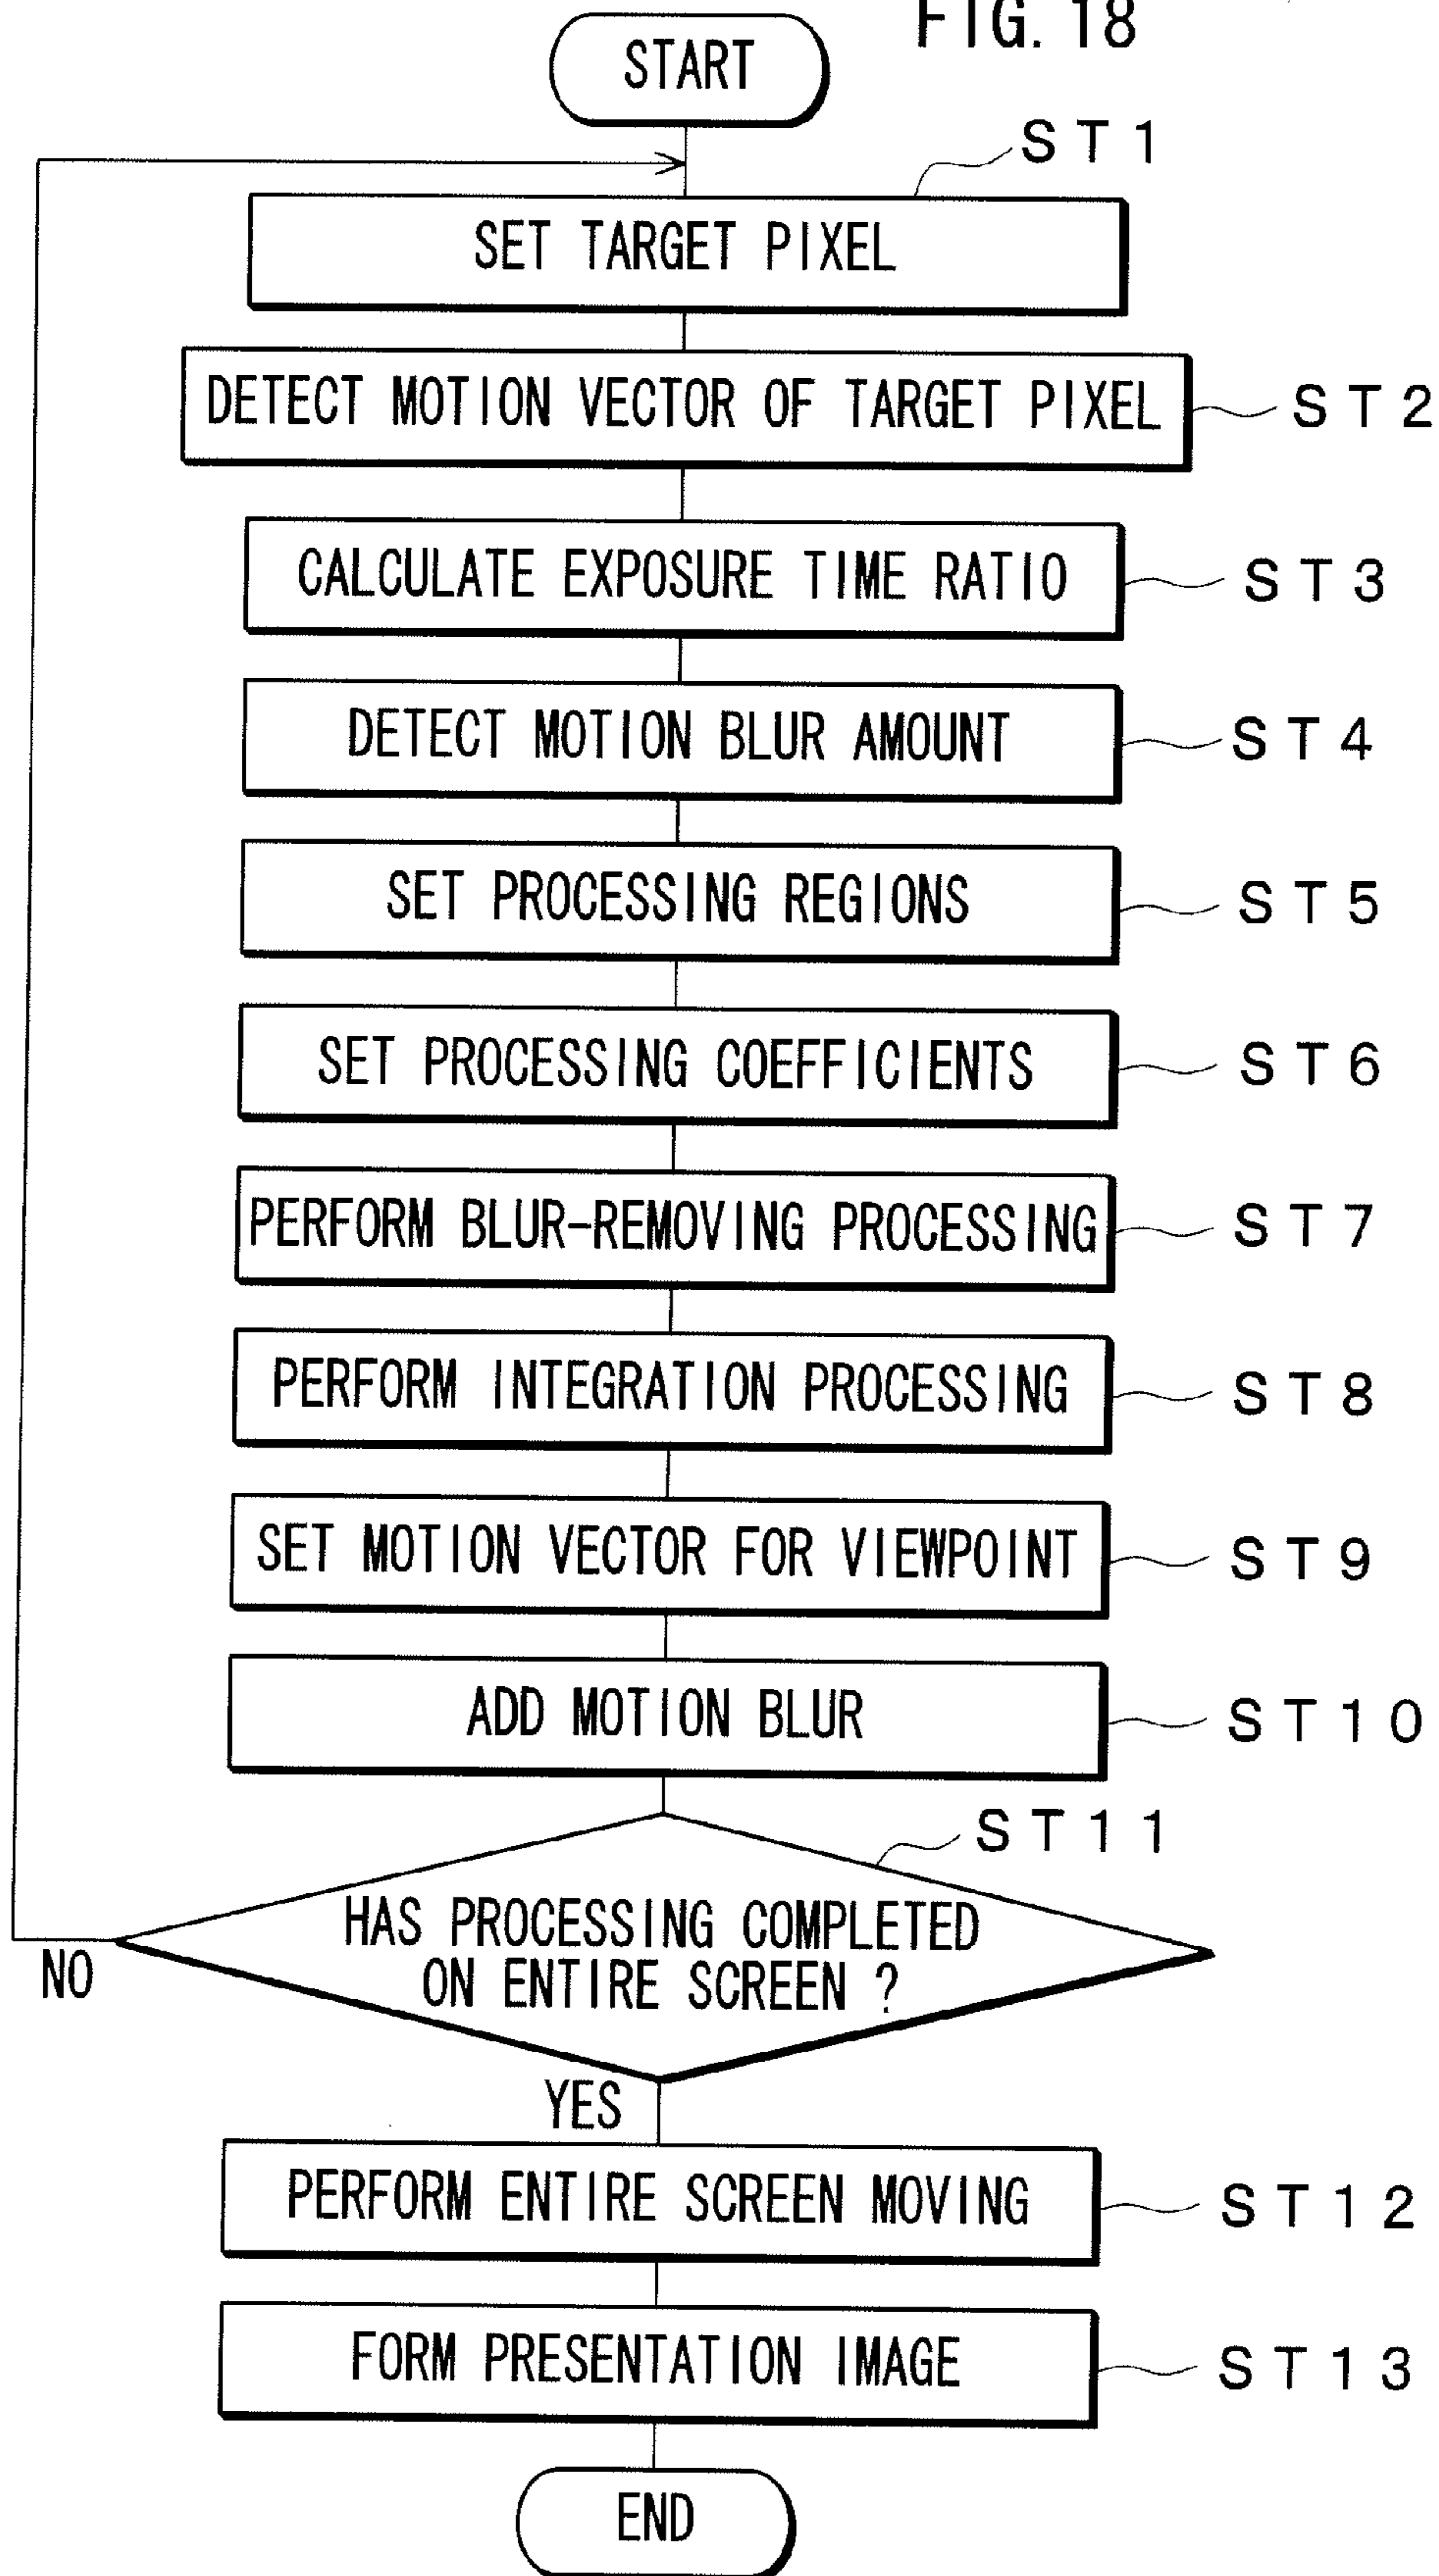 FIG. 18
START
ST1
SET TARGET PIXEL
DETECT MOTION VECTOR OF TARGET PIXEL
ST2
CALCULATE EXPOSURE TIME RATIO
ST3
DETECT MOTION BLUR AMOUNT
ST4
SET PROCESSING REGIONS
ST5
SET PROCESSING COEFFICIENTS
ST6
PERFORM BLUR-REMOVING PROCESSING
ST7
PERFORM INTEGRATION PROCESSING
ST8
SET MOTION VECTOR FOR VIEWPOINT
ST9
ADD MOTION BLUR
ST10
ST11
HAS PROCESSING COMPLETED
ON ENTIRE SCREEN ?
NO
YES
PERFORM ENTIRE SCREEN MOVING
ST12
FORM PRESENTATION IMAGE
ST13
END